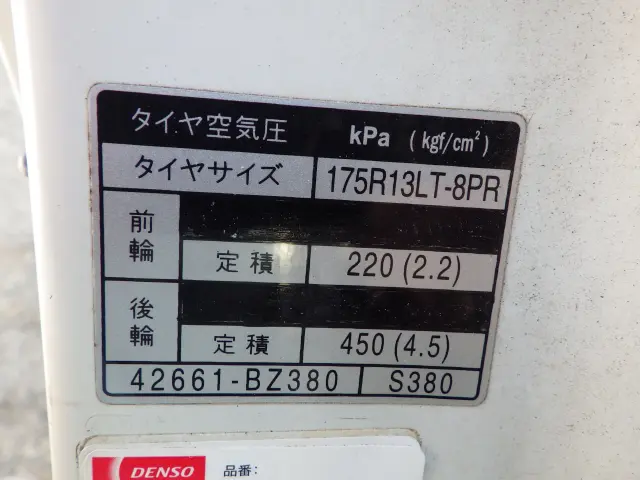 タイヤ空気圧 kPa (kgf/cm²)
タイヤサイズ 175R13LT-8PR
前輪
定積 220 (2.2)
後輪
定積 450 (4.5)
42661-BZ380 S380
DENSO 品番: